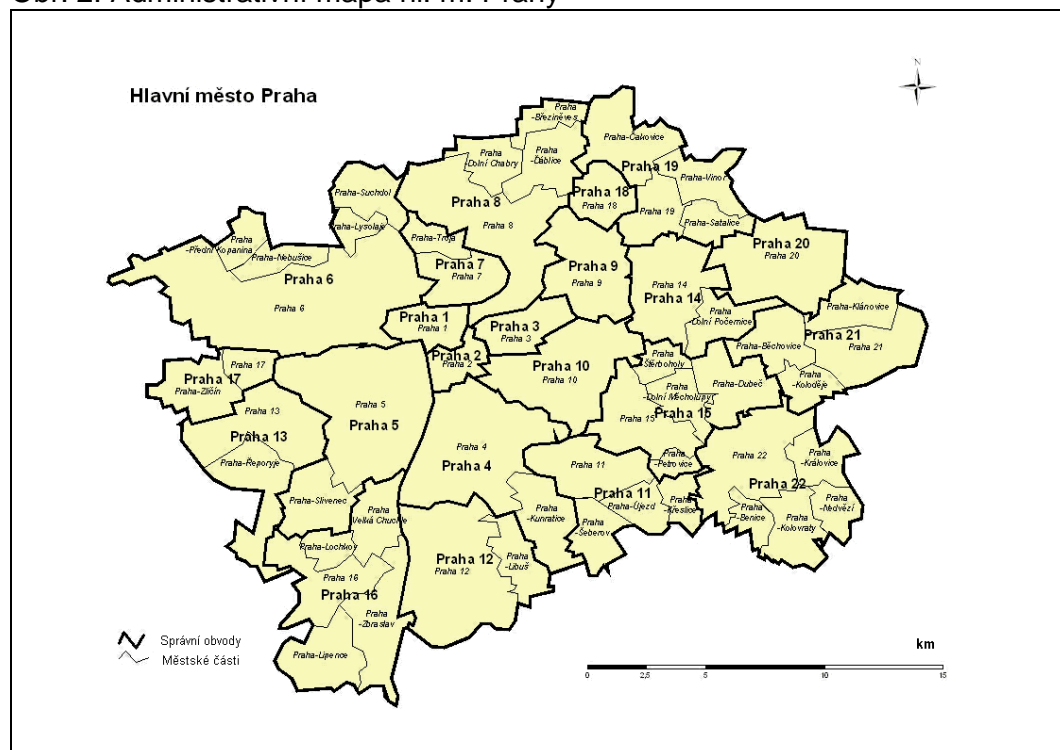 Obr. 2. Administrativní mapa hl. m. Prahy
N
Hlavní město Praha
Praha
-Březiněves
Praha-Čakovice
Praha
-Dolní Chabry
Praha
-Ďáblice
Praha 19
Praha-Vinoř
Praha-Suchdol
Praha 18
Praha 18
Praha 8
Praha 8
Praha 19
Praha-Satalice
Praha-Lysolaje
Praha-Troja
Praha
-Přední Kopanina
Praha-Nebušice
Praha 7
Praha 7
Praha 9
Praha 9
Praha 20
Praha 20
Praha 6
Praha 6
Praha 14
Praha 14
Praha-Klánovice
Praha 1
Praha 1
Praha 3
Praha 3
Praha
Dolní Počernice
Praha 21
Praha 21
Praha-Běchovice
Praha 2
Praha 2
Praha 17
Praha 17
Praha-Zličín
Praha 10
Praha 10
Praha
Štěrboholy
Praha-Dubeč
Praha
-Koloděje
Praha
-Dolní Měcholupy
Praha 15
Praha 15
Praha 13
Praha 13
Praha 5
Praha 5
Praha-Řeporyje
Praha 4
Praha 4
Praha
-Petrovice
Praha 11
Praha 11
Praha-Újezd
Praha
-Křeslice
Praha 22
Praha 22
Praha
-Královice
Praha
-Nedvězí
Praha
-Benice
Praha
-Kolovraty
Praha-Slivenec
Praha
Velká Chuchle
Praha
-Kunratice
Praha
-Šeberov
Praha-Lochkov
Praha 12
Praha 12
Praha
-Libuš
Praha 16
Praha 16
Praha
-Zbraslav
Praha-Lipence
Správní obvody
Městské části
km
0 2,5 5 10 15